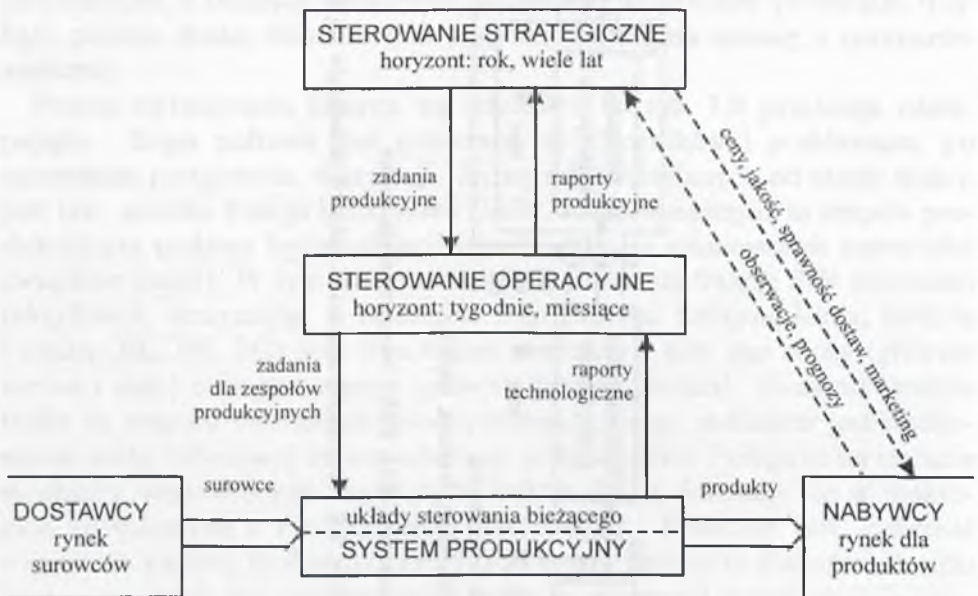 STEROWANIE STRATEGICZNE
horyzont: rok, wiele lat
zadania
produkcyjne
raporty
produkcyjne
ceny, jakość, sprawność dostaw, marketing
obserwacje, prognozy
STEROWANIE OPERACYJNE
horyzont: tygodnie, miesiące
zadania
dla zespołów
produkcyjnych
raporty
technologiczne
surowce
produkty
DOSTAWCY
rynek
surowców
układy sterowania bieżącego
SYSTEM PRODUKCYJNY
NABYWCY
rynek dla
produktów